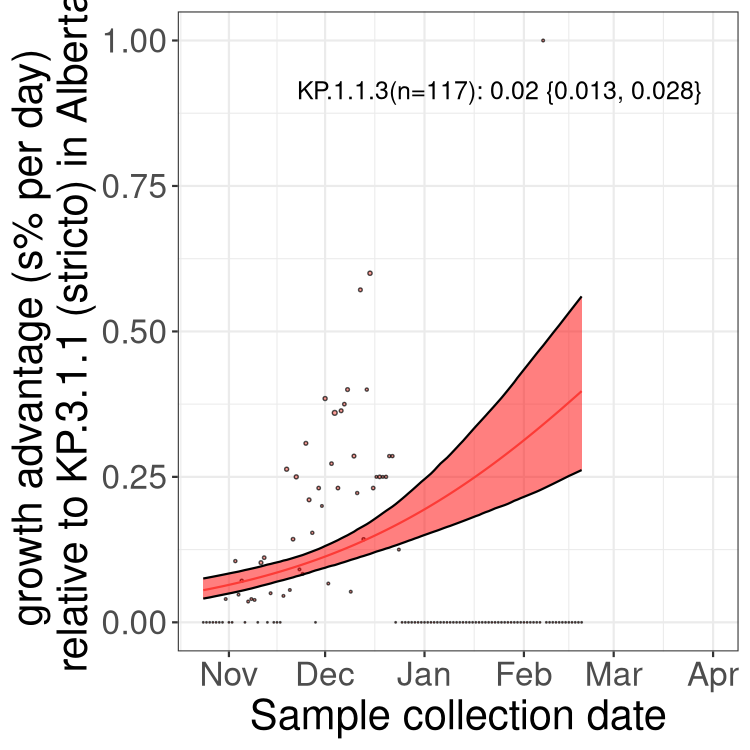 growth advantage (s% per day)
relative to KP.3.1.1 (stricto) in Alberta
1.00
0.75
0.50
0.25
0.00
KP.1.1.3(n=117): 0.02 {0.013, 0.028}
Nov Dec Jan Feb Mar Apr
Sample collection date